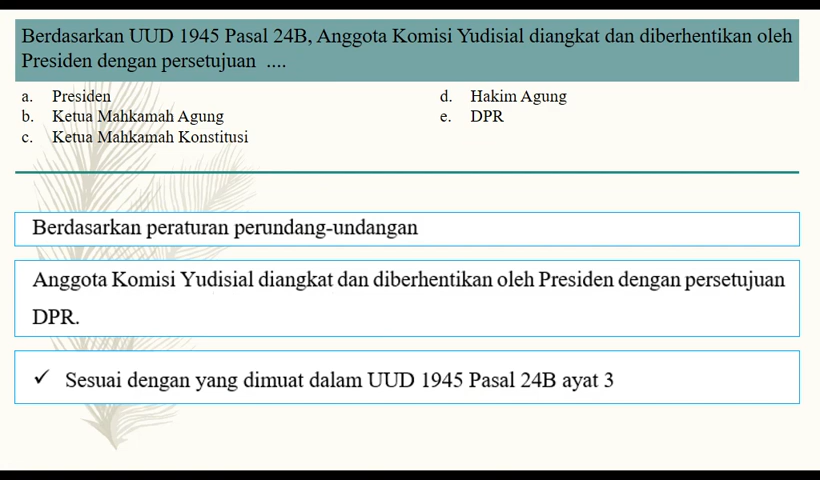 Berdasarkan UUD 1945 Pasal 24B, Anggota Komisi Yudisial diangkat dan diberhentikan oleh
Presiden dengan persetujuan ....
a. Presiden
b. Ketua Mahkamah Agung
c. Ketua Mahkamah Konstitusi
d. Hakim Agung
e. DPR
Berdasarkan peraturan perundang-undangan
Anggota Komisi Yudisial diangkat dan diberhentikan oleh Presiden dengan persetujuan
DPR.
✓ Sesuai dengan yang dimuat dalam UUD 1945 Pasal 24B ayat 3